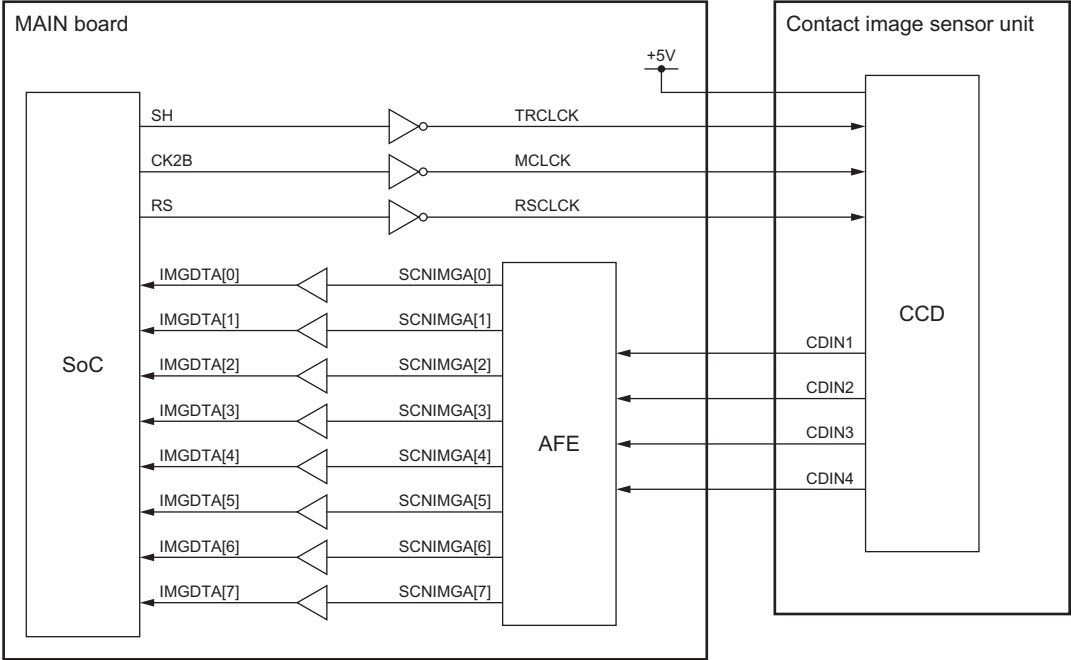 MAIN board
Contact image sensor unit
+5V
SH
TRCLCK
CK2B
MCLCK
RS
RSCLCK
IMGDTA[0]
SCNIMGA[0]
IMGDTA[1]
SCNIMGA[1]
CCD
CDIN1
IMGDTA[2]
SCNIMGA[2]
SoC
CDIN2
IMGDTA[3]
SCNIMGA[3]
CDIN3
AFE
IMGDTA[4]
SCNIMGA[4]
CDIN4
IMGDTA[5]
SCNIMGA[5]
IMGDTA[6]
SCNIMGA[6]
IMGDTA[7]
SCNIMGA[7]